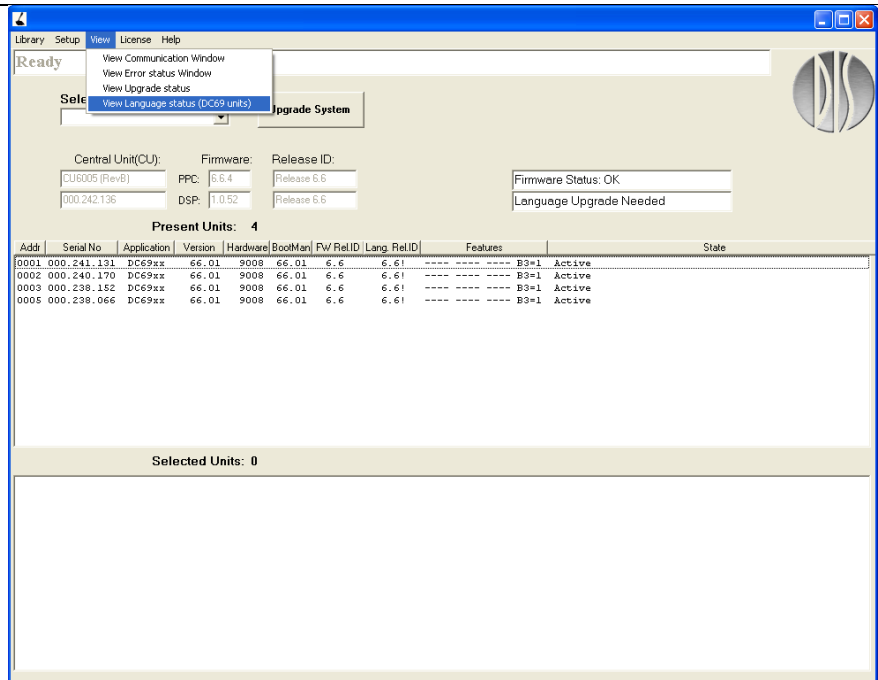 Library Setup View License Help
Ready
View Communication Window
View Error status Window
View Upgrade status
View Language status (DC69 units)
Sele
Upgrade System
Central Unit(CU): Firmware: Release ID:
CU6005 (RevB) PPC: 6.6.4 Release 6.6 Firmware Status: OK
000.242.136 DSP: 1.0.52 Release 6.6 Language Upgrade Needed
Present Units: 4
Addr Serial No Application Version Hardware BootMan FW Rel.ID Lang. Rel.ID Features State
0001 000.241.131 DC69xx 66.01 9008 66.01 6.6 6.6! ---- ---- ---- B3=1 Active
0002 000.240.170 DC69xx 66.01 9008 66.01 6.6 6.6! ---- ---- ---- B3=1 Active
0003 000.238.152 DC69xx 66.01 9008 66.01 6.6 6.6! ---- ---- ---- B3=1 Active
0005 000.238.066 DC69xx 66.01 9008 66.01 6.6 6.6! ---- ---- ---- B3=1 Active
Selected Units: 0